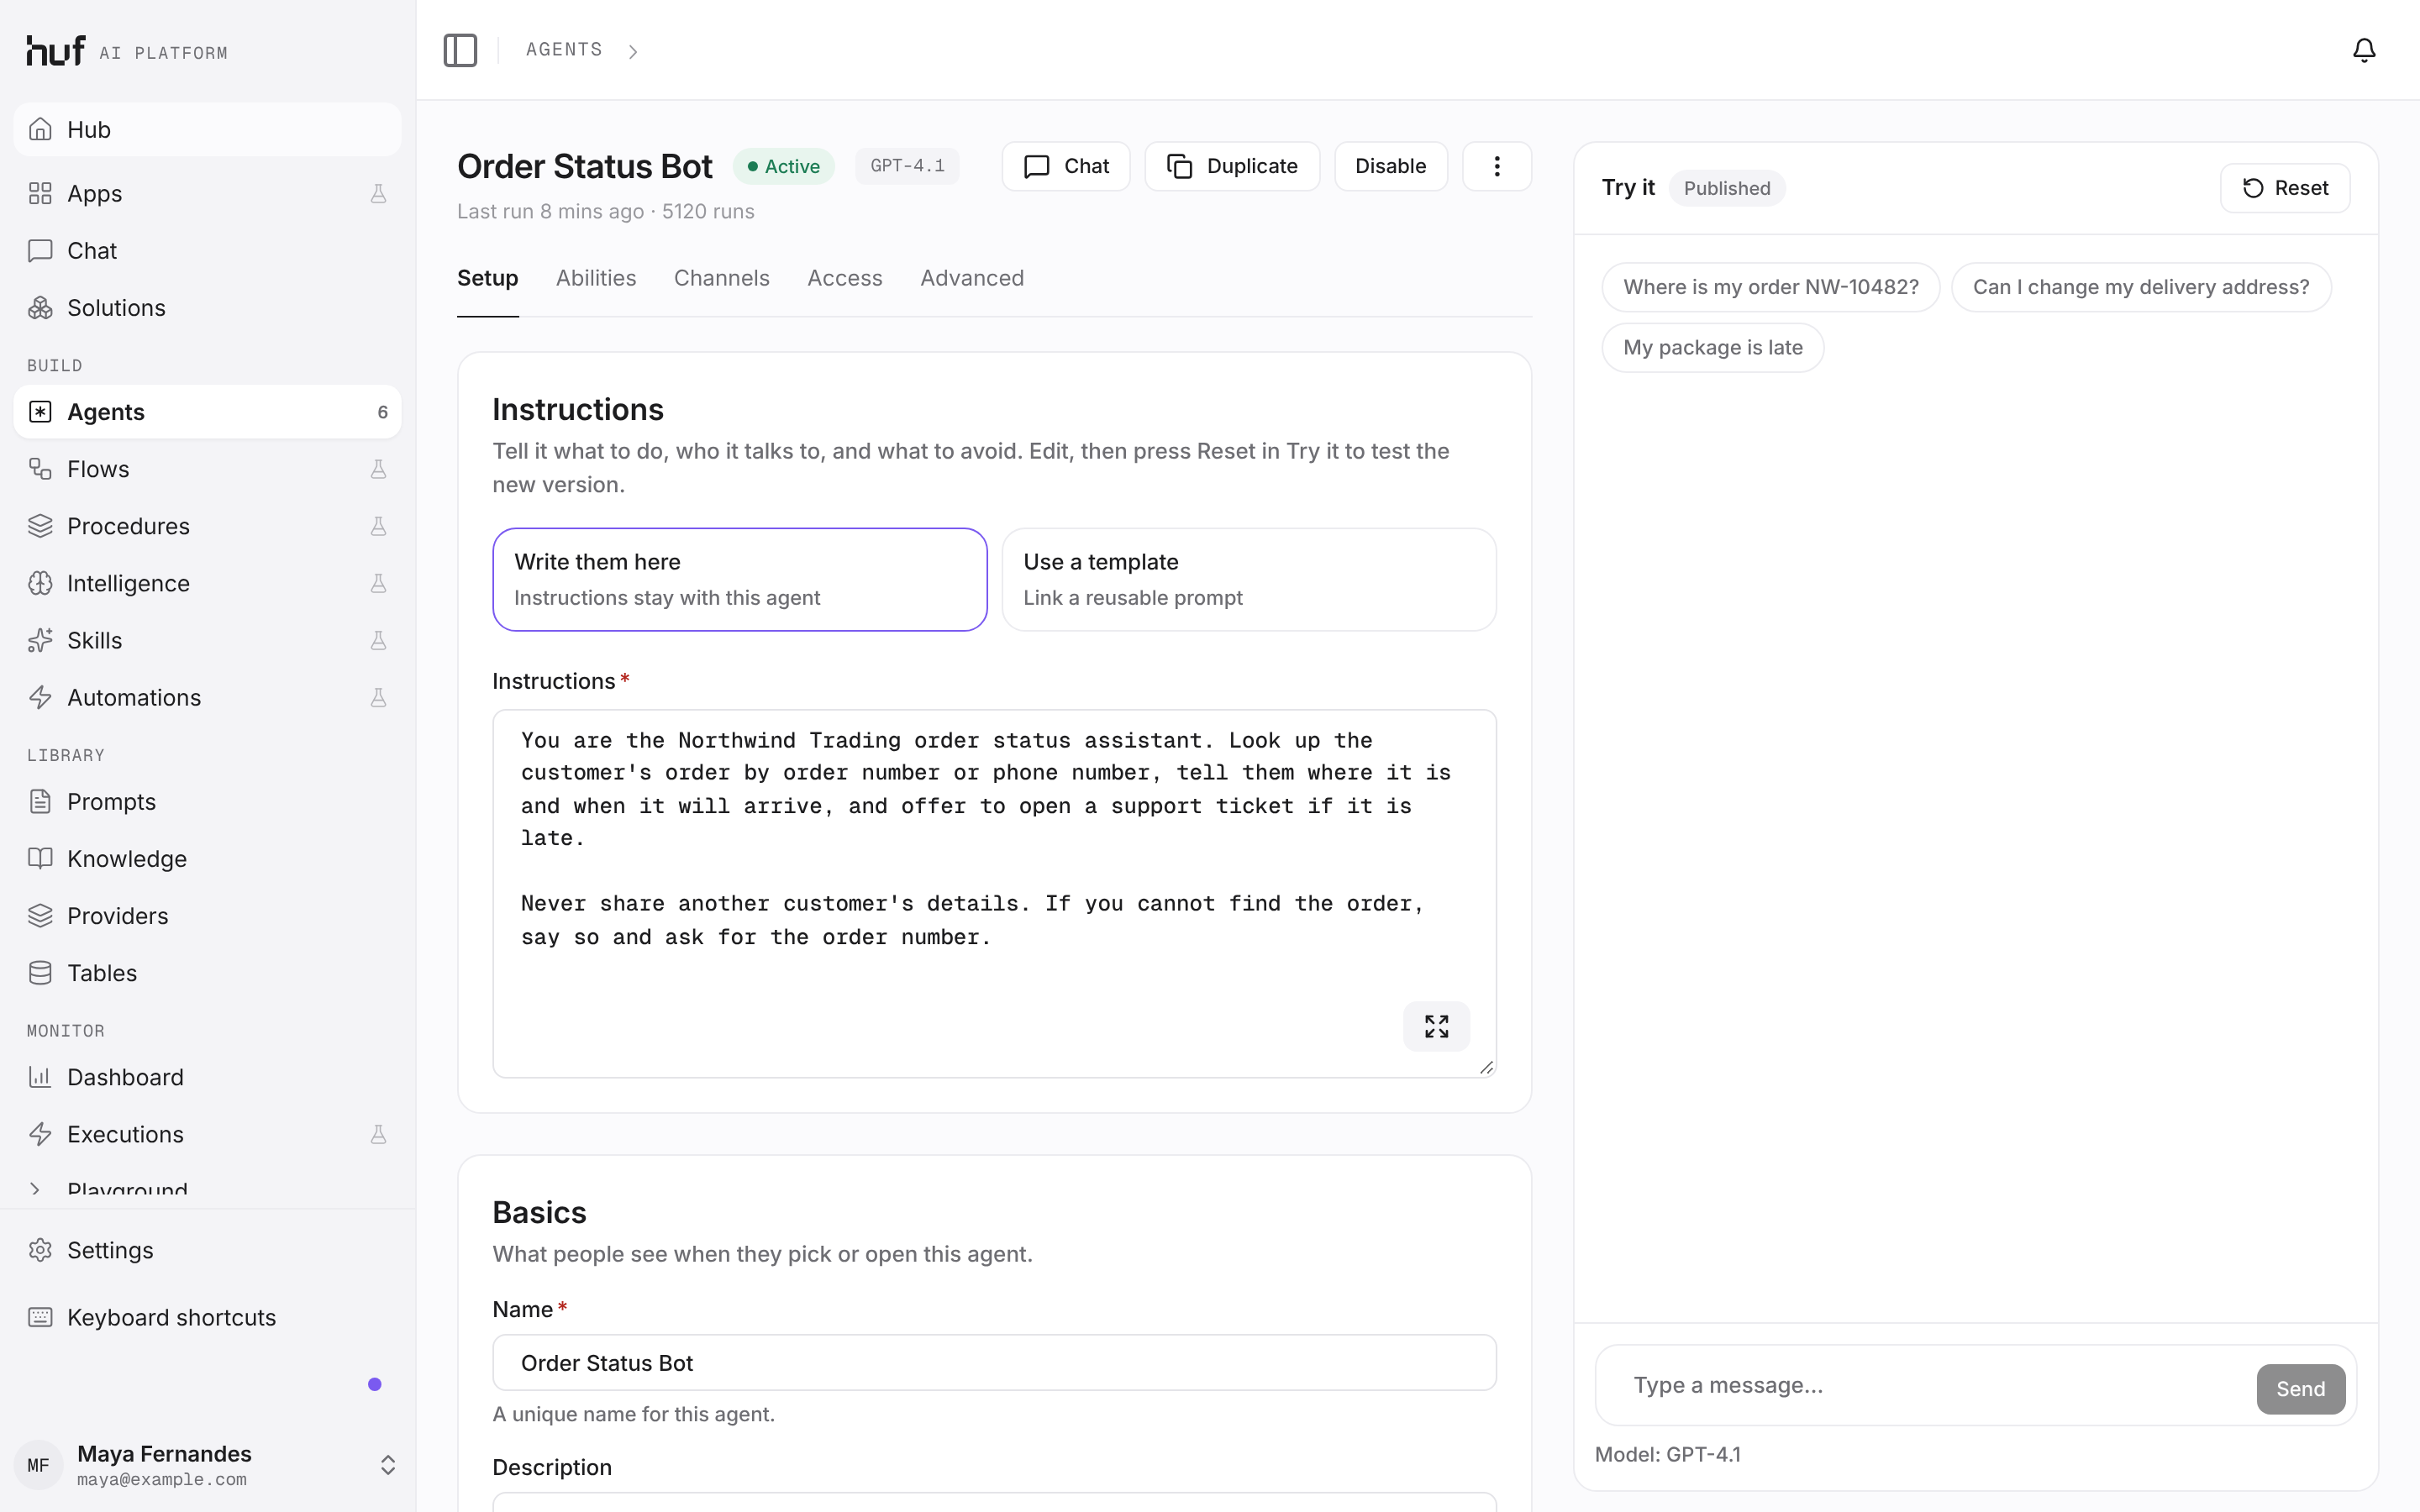 huf AI PLATFORM
Hub
Apps
Chat
Solutions
BUILD
Agents 6
Flows
Procedures
Intelligence
Skills
Automations
LIBRARY
Prompts
Knowledge
Providers
Tables
MONITOR
Dashboard
Executions
Playground
Settings
Keyboard shortcuts
MF
Maya Fernandes
maya@example.com
AGENTS
Order Status Bot
Active
GPT-4.1
Chat
Duplicate
Disable
Last run 8 mins ago · 5120 runs
Setup
Abilities
Channels
Access
Advanced
Instructions
Tell it what to do, who it talks to, and what to avoid. Edit, then press Reset in Try it to test the
new version.
Write them here
Instructions stay with this agent
Use a template
Link a reusable prompt
Instructions *
You are the Northwind Trading order status assistant. Look up the
customer's order by order number or phone number, tell them where it is
and when it will arrive, and offer to open a support ticket if it is
late.
Never share another customer's details. If you cannot find the order,
say so and ask for the order number.
Basics
What people see when they pick or open this agent.
Name *
Order Status Bot
A unique name for this agent.
Description
Try it
Published
Reset
Where is my order NW-10482?
Can I change my delivery address?
My package is late
Type a message...
Send
Model: GPT-4.1